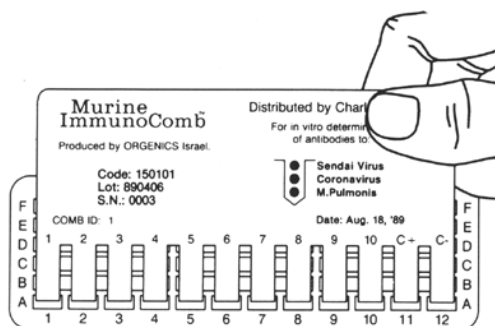 Murine
ImmunoComb™
Produced by ORGENICS Israel.
Code: 150101
Lot: 890406
S.N.: 0003
COMB ID: 1
Distributed by Charl
For in vitro determin
of antibodies to:
Sendai Virus
Coronavirus
M.Pulmonis
Date: Aug. 18, '89
1 2 3 4 5 6 7 8 9 10 C+ C-
F F
E E
D D
C C
B B
A A
1 2 3 4 5 6 7 8 9 10 11 12